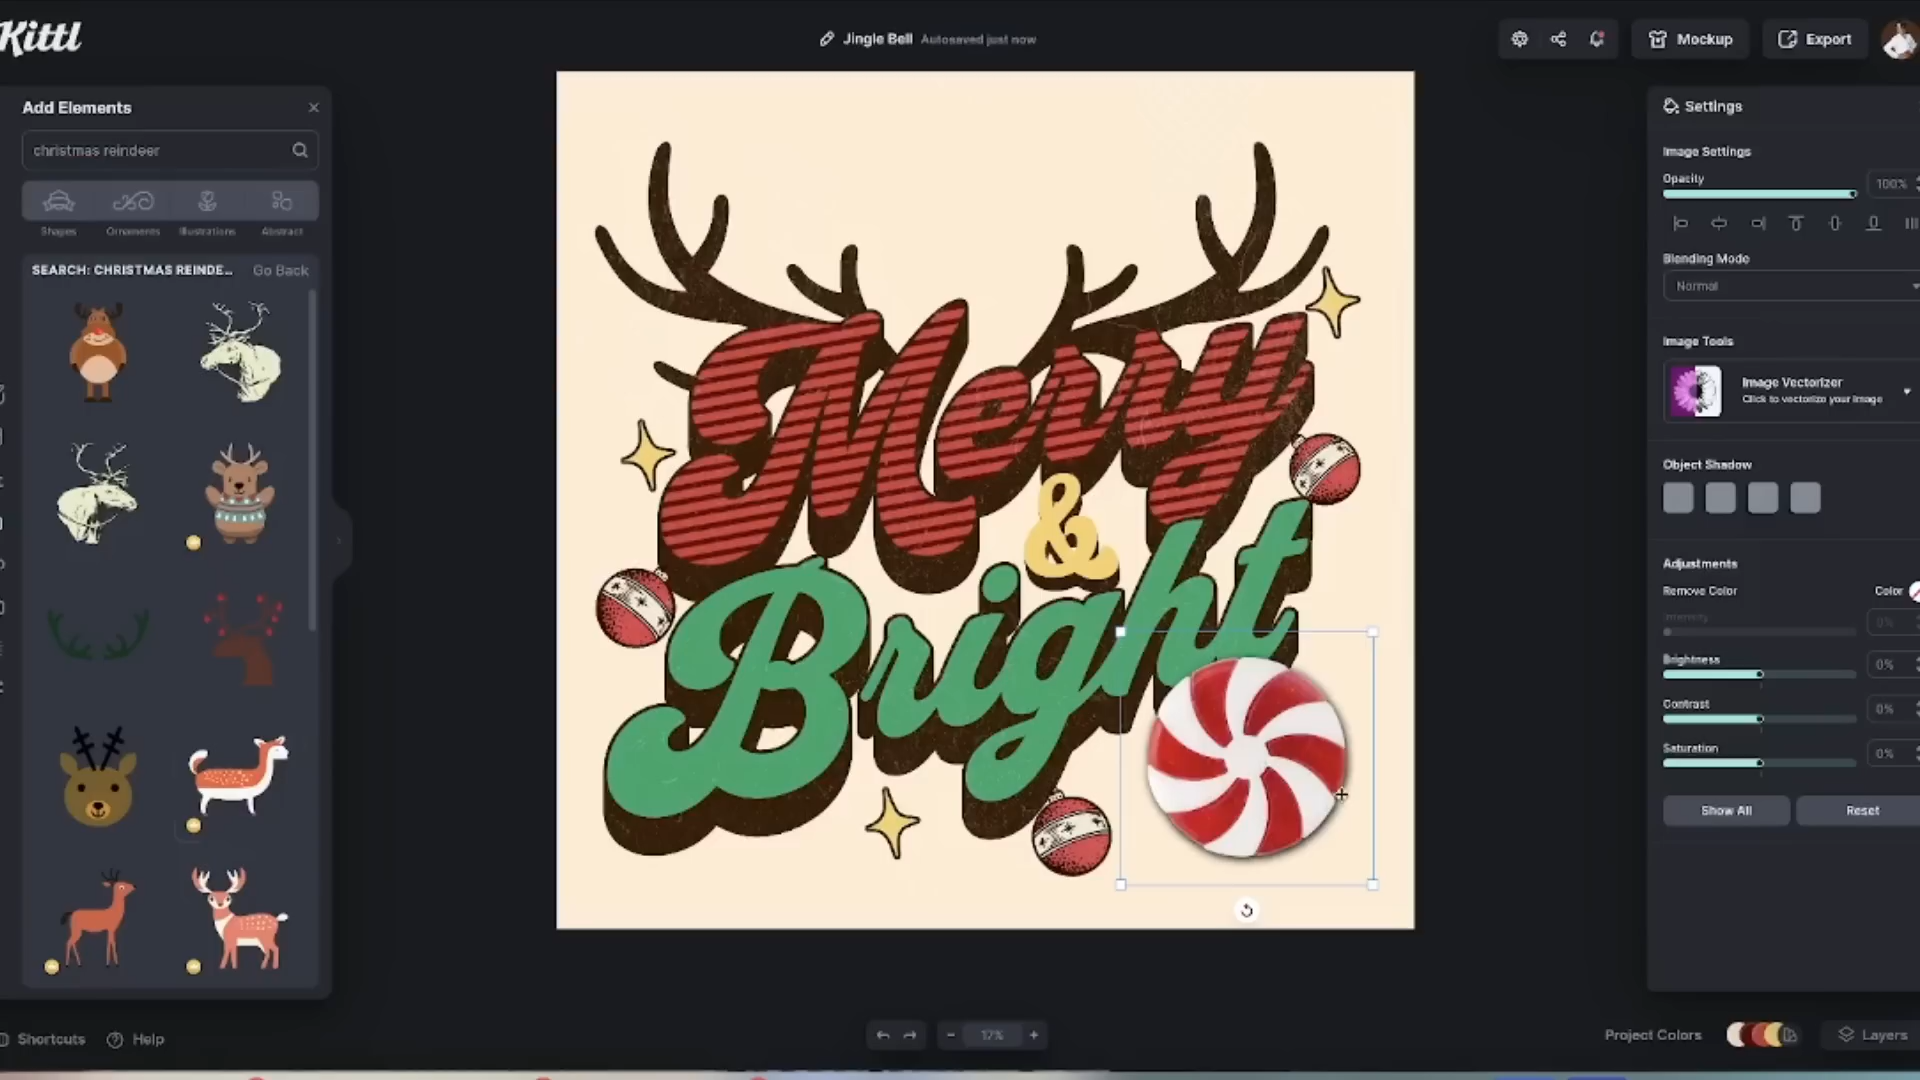 Kittl
Jingle Bell Autosaved just now
Mockup
Export
Add Elements
christmas reindeer
Shapes Ornaments Illustrations Abstract
SEARCH: CHRISTMAS REINDE... Go Back
Merry
&
Bright
Settings
Image Settings
Opacity
100%
Blending Mode
Normal
Image Tools
Image Vectorizer
Click to vectorize your image
Object Shadow
Adjustments
Remove Color Color
Intensity
0%
Brightness
0%
Contrast
0%
Saturation
0%
Show All Reset
Shortcuts Help
17%
Project Colors
Layers